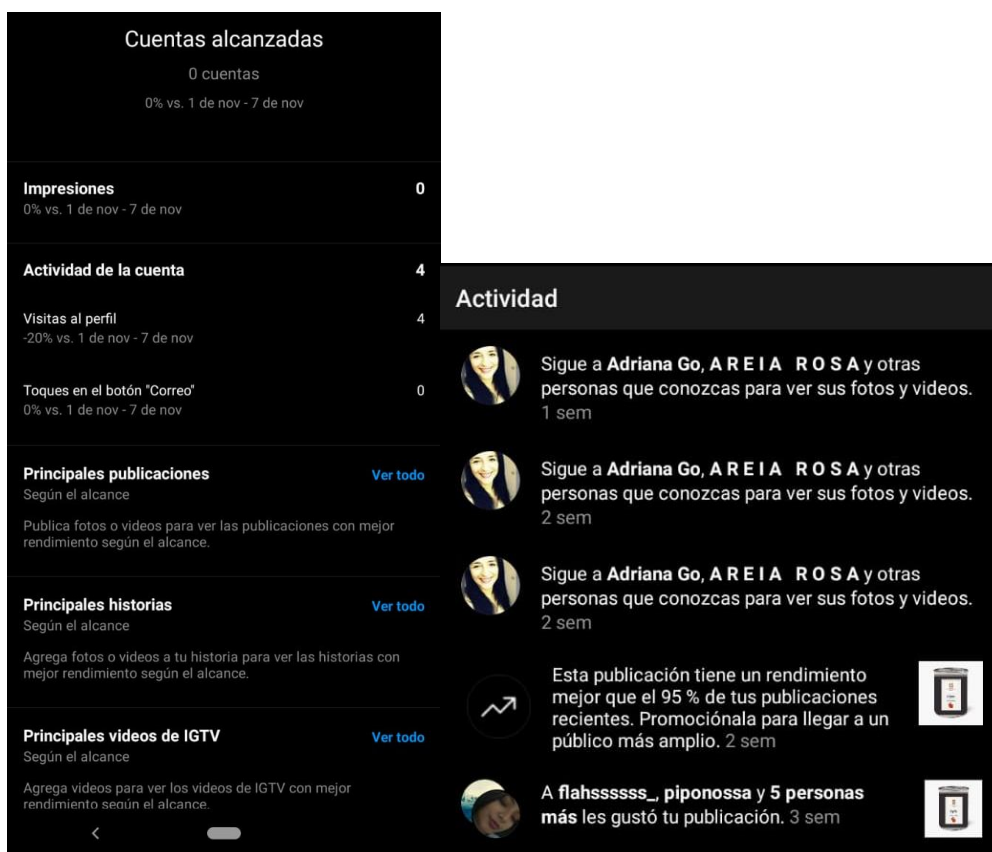 Cuentas alcanzadas
0 cuentas
0% vs. 1 de nov - 7 de nov
Impresiones 0
0% vs. 1 de nov - 7 de nov
Actividad de la cuenta 4
Visitas al perfil 4
-20% vs. 1 de nov - 7 de nov
Toques en el botón "Correo" 0
0% vs. 1 de nov - 7 de nov
Principales publicaciones Ver todo
Según el alcance
Publica fotos o videos para ver las publicaciones con mejor
rendimiento según el alcance.
Principales historias Ver todo
Según el alcance
Agrega fotos o videos a tu historia para ver las historias con
mejor rendimiento según el alcance.
Principales videos de IGTV Ver todo
Según el alcance
Agrega videos para ver los videos de IGTV con mejor
rendimiento según el alcance.
Actividad
Sigue a Adriana Go, A R E I A R O S A y otras
personas que conozcas para ver sus fotos y videos.
1 sem
Sigue a Adriana Go, A R E I A R O S A y otras
personas que conozcas para ver sus fotos y videos.
2 sem
Sigue a Adriana Go, A R E I A R O S A y otras
personas que conozcas para ver sus fotos y videos.
2 sem
Esta publicación tiene un rendimiento
mejor que el 95 % de tus publicaciones
recientes. Promociónala para llegar a un
público más amplio. 2 sem
A flahssssss_, piponossa y 5 personas
más les gustó tu publicación. 3 sem